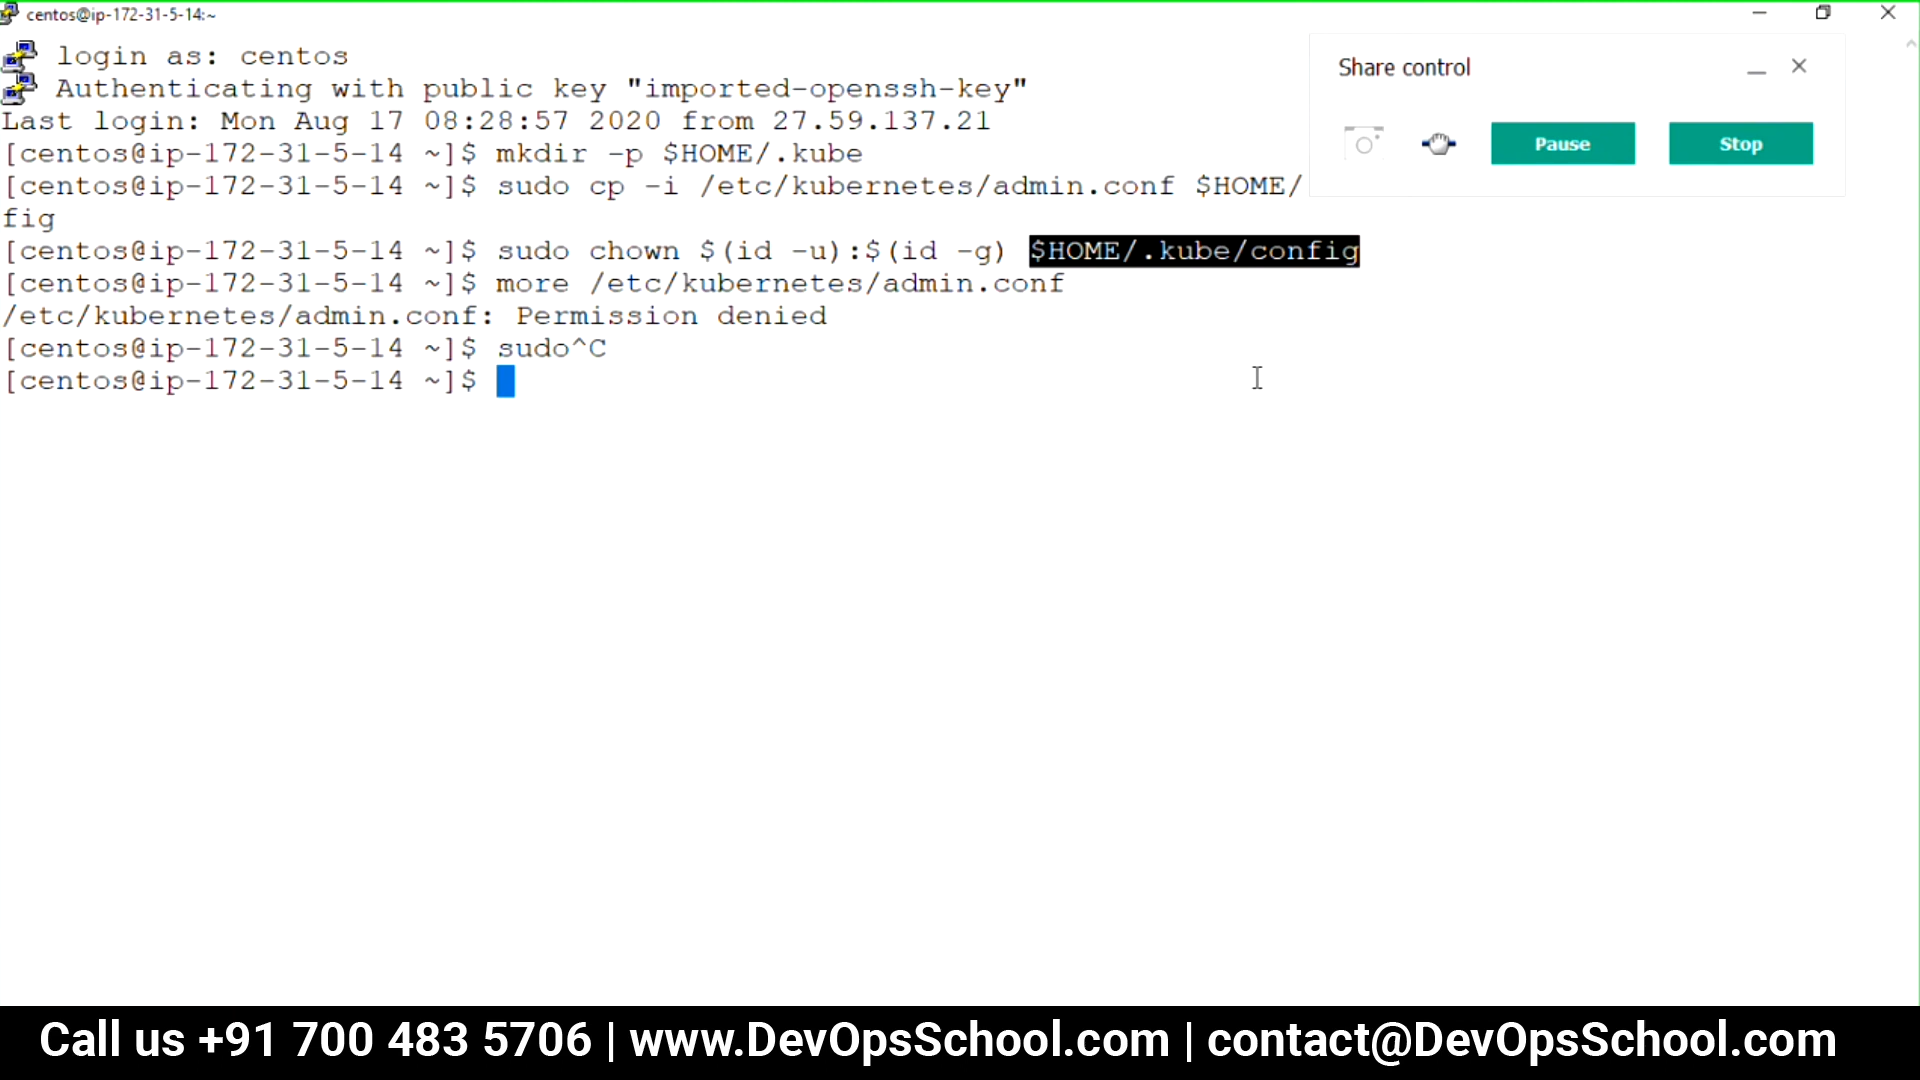 centos@ip-172-31-5-14:~
login as: centos
Authenticating with public key "imported-openssh-key"
Last login: Mon Aug 17 08:28:57 2020 from 27.59.137.21
[centos@ip-172-31-5-14 ~]$ mkdir -p $HOME/.kube
[centos@ip-172-31-5-14 ~]$ sudo cp -i /etc/kubernetes/admin.conf $HOME/
fig
[centos@ip-172-31-5-14 ~]$ sudo chown $(id -u):$(id -g) $HOME/.kube/config
[centos@ip-172-31-5-14 ~]$ more /etc/kubernetes/admin.conf
/etc/kubernetes/admin.conf: Permission denied
[centos@ip-172-31-5-14 ~]$ sudo^C
[centos@ip-172-31-5-14 ~]$
Share control
Pause
Stop
Call us +91 700 483 5706 | www.DevOpsSchool.com | contact@DevOpsSchool.com